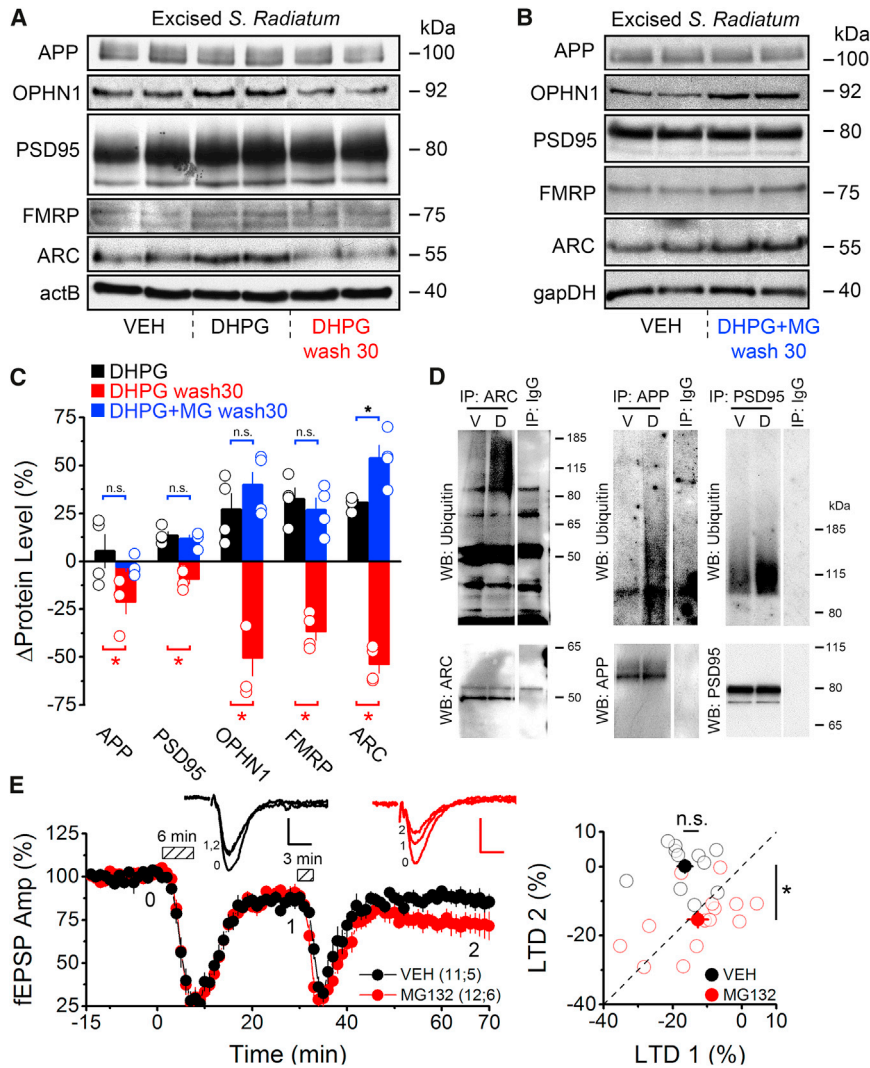 A
Excised S. Radiatum
kDa
APP
– 100
OPHN1
– 92
PSD95
– 80
FMRP
– 75
ARC
– 55
actB
– 40
VEH
DHPG
DHPG
wash 30
B
Excised S. Radiatum
kDa
APP
– 100
OPHN1
– 92
PSD95
– 80
FMRP
– 75
ARC
– 55
gapDH
– 40
VEH
DHPG+MG
wash 30
C
DHPG
DHPG wash30
DHPG+MG wash30
ΔProtein Level (%)
75
50
25
0
-25
-50
-75
n.s.
n.s.
n.s.
n.s.
*
*
*
*
*
*
APP
PSD95
OPHN1
FMRP
ARC
D
IP: ARC
V D
IP: IgG
WB: Ubiquitin
– 185
– 115
– 80
– 65
– 50
WB: ARC
– 65
– 50
IP: APP
V D
IP: IgG
WB: Ubiquitin
WB: APP
IP: PSD95
V D
IP: IgG
WB: Ubiquitin
kDa
– 185
– 115
– 80
WB: PSD95
– 115
– 80
65
E
fEPSP Amp (%)
125
100
75
50
25
6 min
3 min
1,2
0
2
1
0
0
1
2
VEH (11;5)
MG132 (12;6)
-15
0
20
40
60
70
Time (min)
LTD 2 (%)
10
0
-20
-40
n.s.
*
VEH
MG132
-40
-20
0
10
LTD 1 (%)